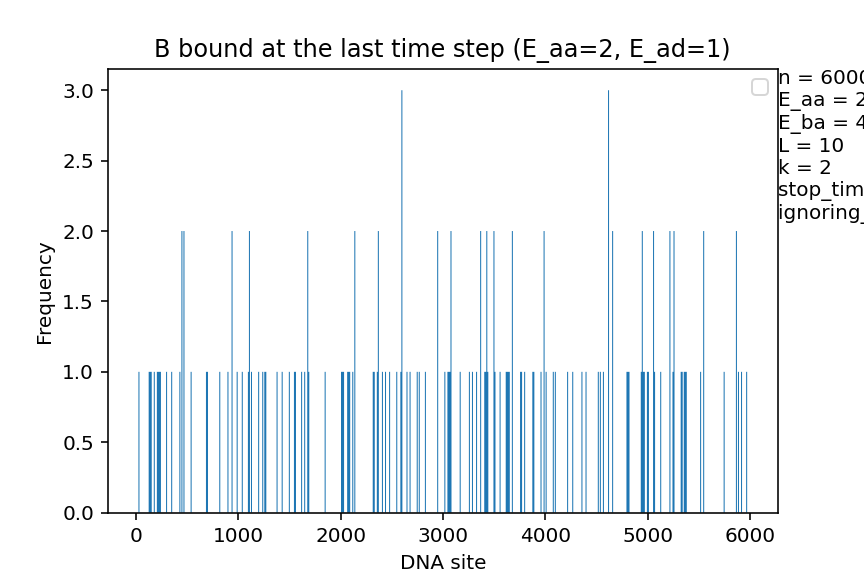 B bound at the last time step (E_aa=2, E_ad=1)
n = 6000
E_aa = 2
E_ba = 4
L = 10
k = 2
stop_tim
ignoring_
3.0
2.5
2.0
1.5
1.0
0.5
0.0
Frequency
0 1000 2000 3000 4000 5000 6000
DNA site